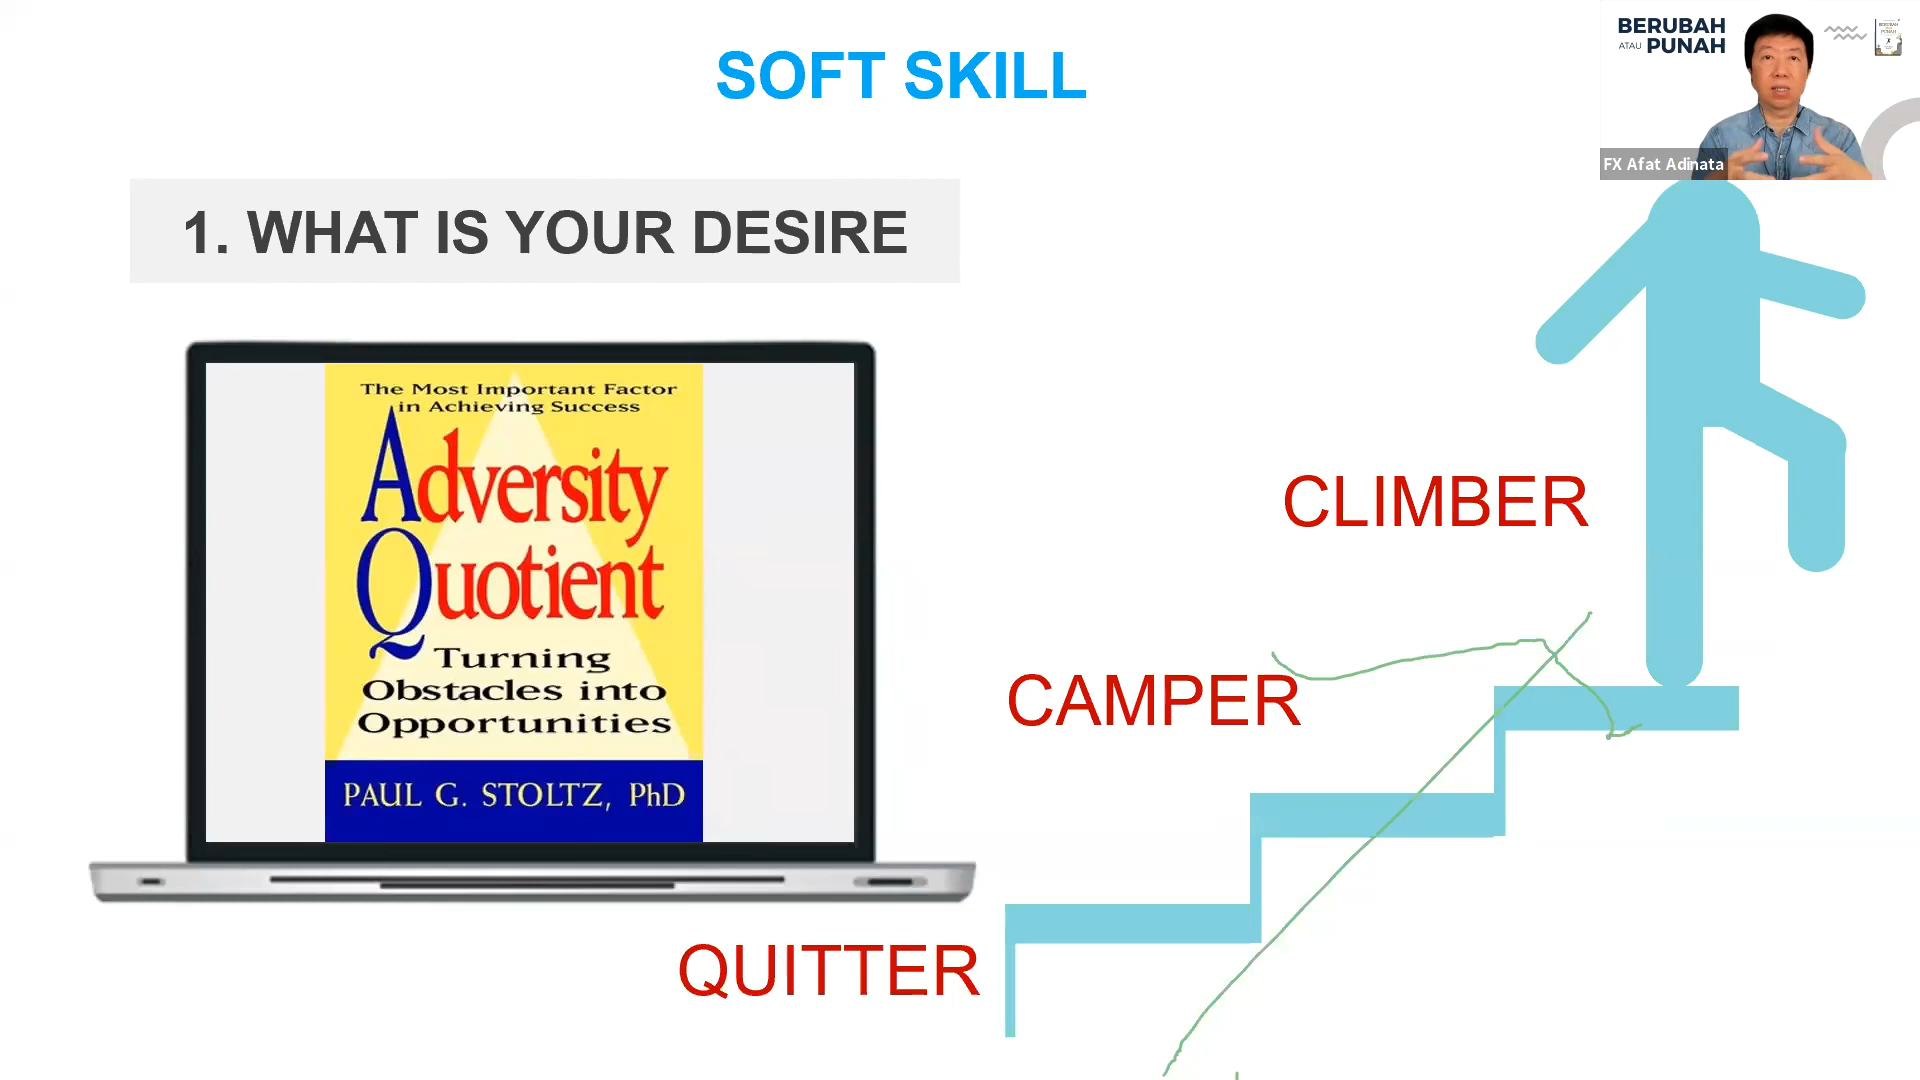 SOFT SKILL
BERUBAH
ATAU PUNAH
FX Afat Adinata
1. WHAT IS YOUR DESIRE
The Most Important Factor
in Achieving Success
Adversity
Quotient
Turning
Obstacles into
Opportunities
PAUL G. STOLTZ, PhD
CLIMBER
CAMPER
QUITTER